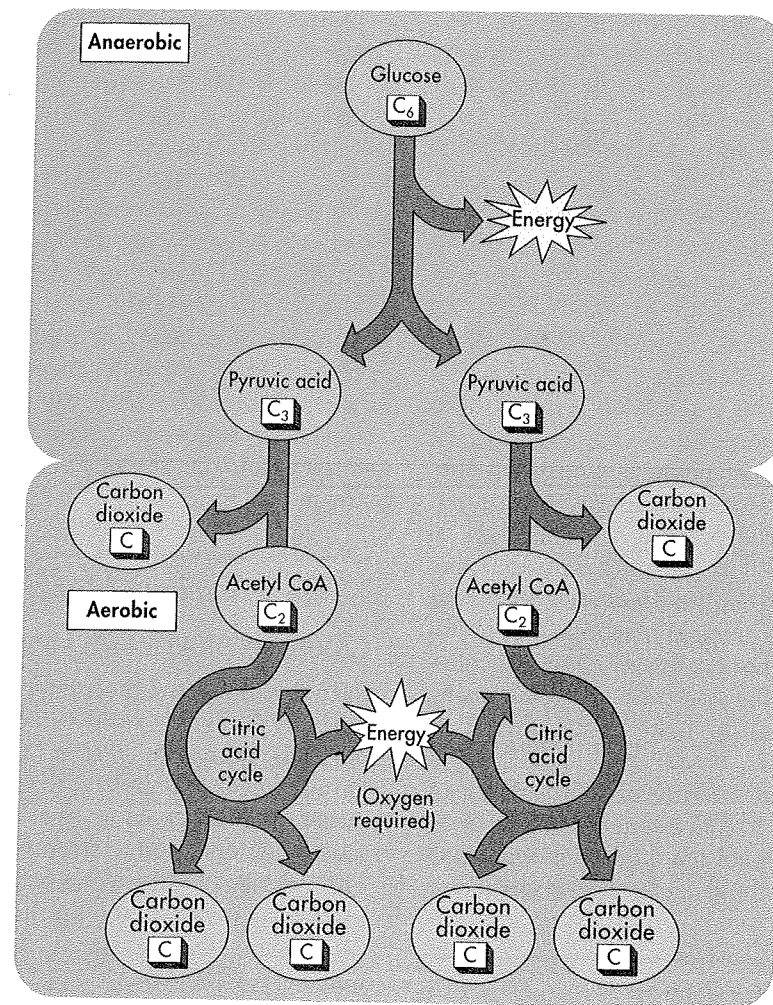 Anaerobic
Glucose
C₆
Energy
Pyruvic acid
C₃
Pyruvic acid
C₃
Carbon
dioxide
C
Carbon
dioxide
C
Acetyl CoA
C₂
Acetyl CoA
C₂
Aerobic
Citric
acid
cycle
Energy
(Oxygen
required)
Citric
acid
cycle
Carbon
dioxide
C
Carbon
dioxide
C
Carbon
dioxide
C
Carbon
dioxide
C